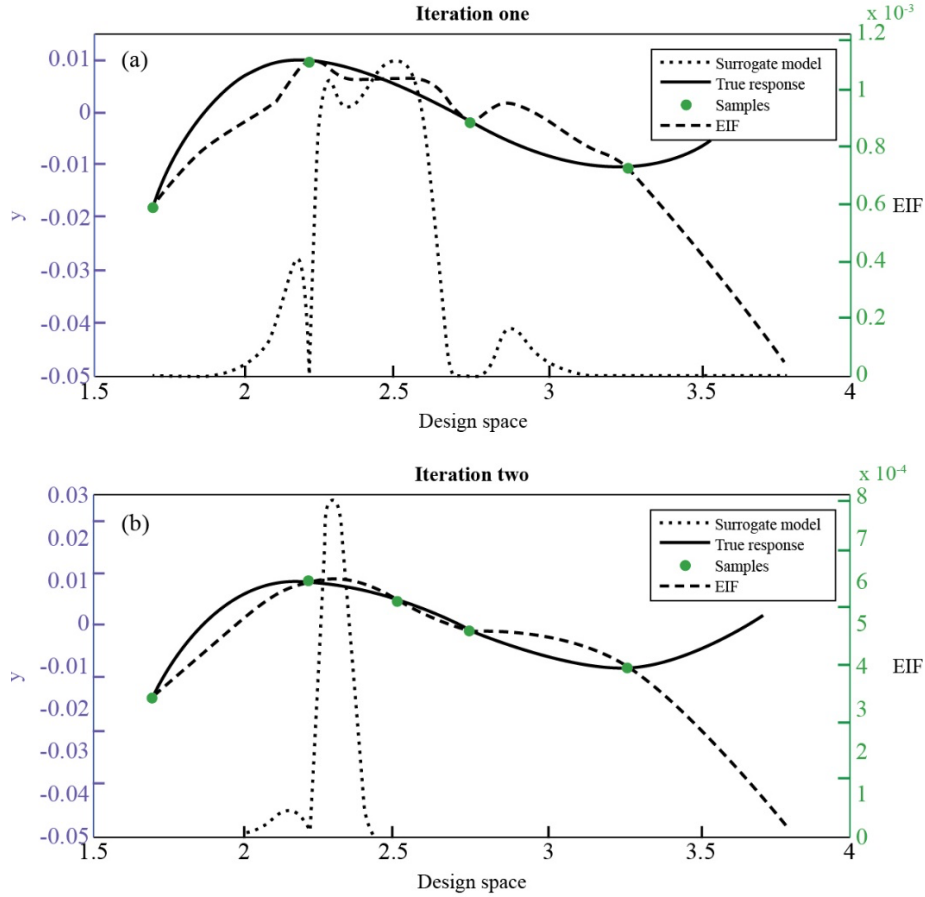 Iteration one
x 10⁻³
(a)
Surrogate model
True response
Samples
EIF
0.01
0
-0.01
-0.02
-0.03
-0.04
-0.05
y
1.2
1
0.8
0.6
0.4
0.2
0
EIF
1.5
2
2.5
3
3.5
4
Design space
Iteration two
x 10⁻⁴
(b)
Surrogate model
True response
Samples
EIF
0.03
0.02
0.01
0
-0.01
-0.02
-0.03
-0.04
-0.05
y
8
7
6
5
4
3
2
1
0
EIF
1.5
2
2.5
3
3.5
4
Design space